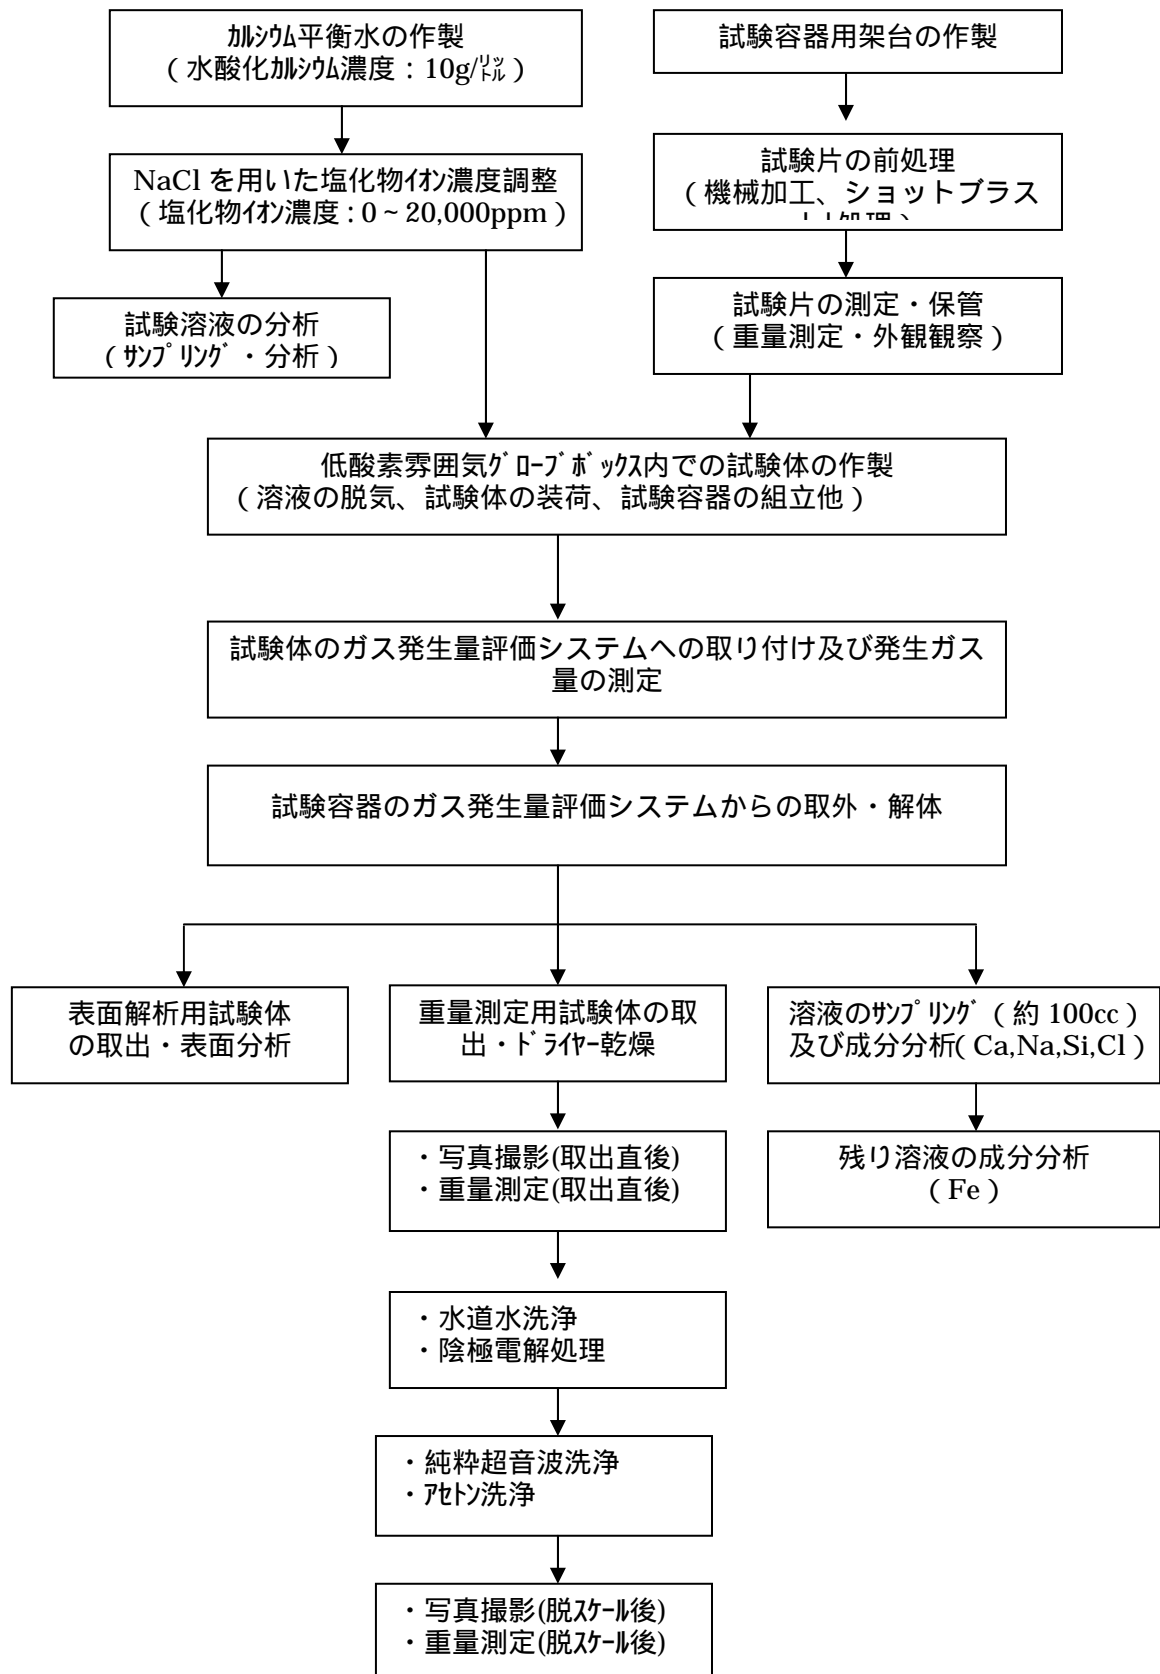 ｶﾙｼｳﾑ平衡水の作製
（水酸化ｶﾙｼｳﾑ濃度：10g/㍑）
試験容器用架台の作製
NaCl を用いた塩化物ｲｵﾝ濃度調整
（塩化物ｲｵﾝ濃度：0～20,000ppm）
試験片の前処理
（機械加工、ショットブラス
ト処理）
試験溶液の分析
（ｻﾝﾌﾟﾘﾝｸﾞ・分析）
試験片の測定・保管
（重量測定・外観観察）
低酸素雰囲気ｸﾞﾛｰﾌﾞﾎﾞｯｸｽ内での試験体の作製
（溶液の脱気、試験体の装荷、試験容器の組立他）
試験体のガス発生量評価システムへの取り付け及び発生ガス
量の測定
試験容器のガス発生量評価システムからの取外・解体
表面解析用試験体
の取出・表面分析
重量測定用試験体の取
出・ﾄﾞﾗｲﾔｰ乾燥
溶液のｻﾝﾌﾟﾘﾝｸﾞ（約 100cc）
及び成分分析(Ca,Na,Si,Cl)
・写真撮影(取出直後)
・重量測定(取出直後)
残り溶液の成分分析
（Fe）
・水道水洗浄
・陰極電解処理
・純粋超音波洗浄
・ｱｾﾄﾝ洗浄
・写真撮影(脱ｽｹｰﾙ後)
・重量測定(脱ｽｹｰﾙ後)